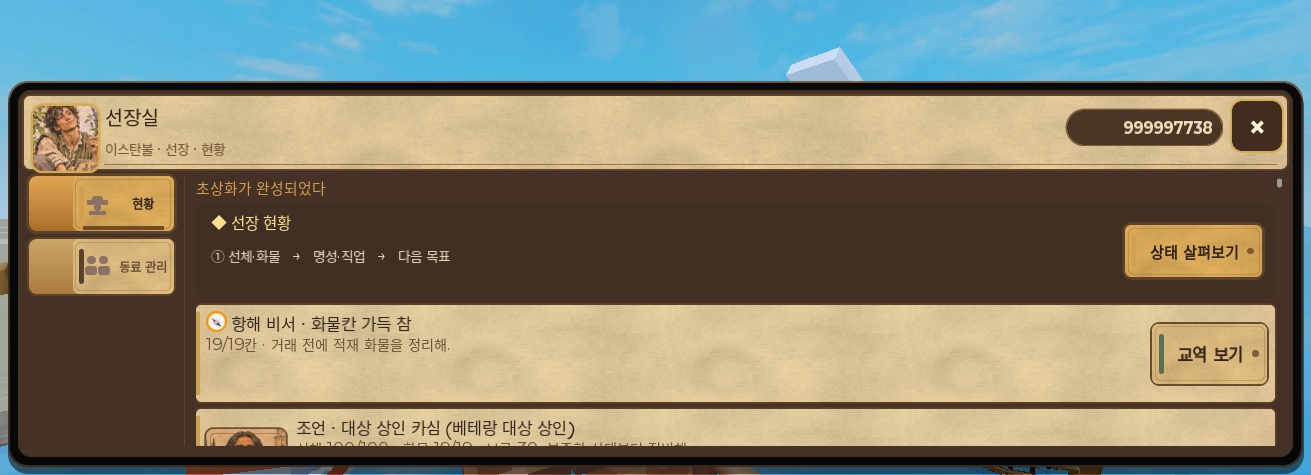 선장실
이스탄불 · 선장 · 현황
999997738
×
현황
동료 관리
초상화가 완성되었다
◆ 선장 현황
① 선체·화물 → 명성·직업 → 다음 목표
상태 살펴보기
항해 비서 · 화물칸 가득 참
19/19칸 · 거래 전에 적재 화물을 정리해.
교역 보기
조언 · 대상 상인 카심 (베테랑 대상 상인)